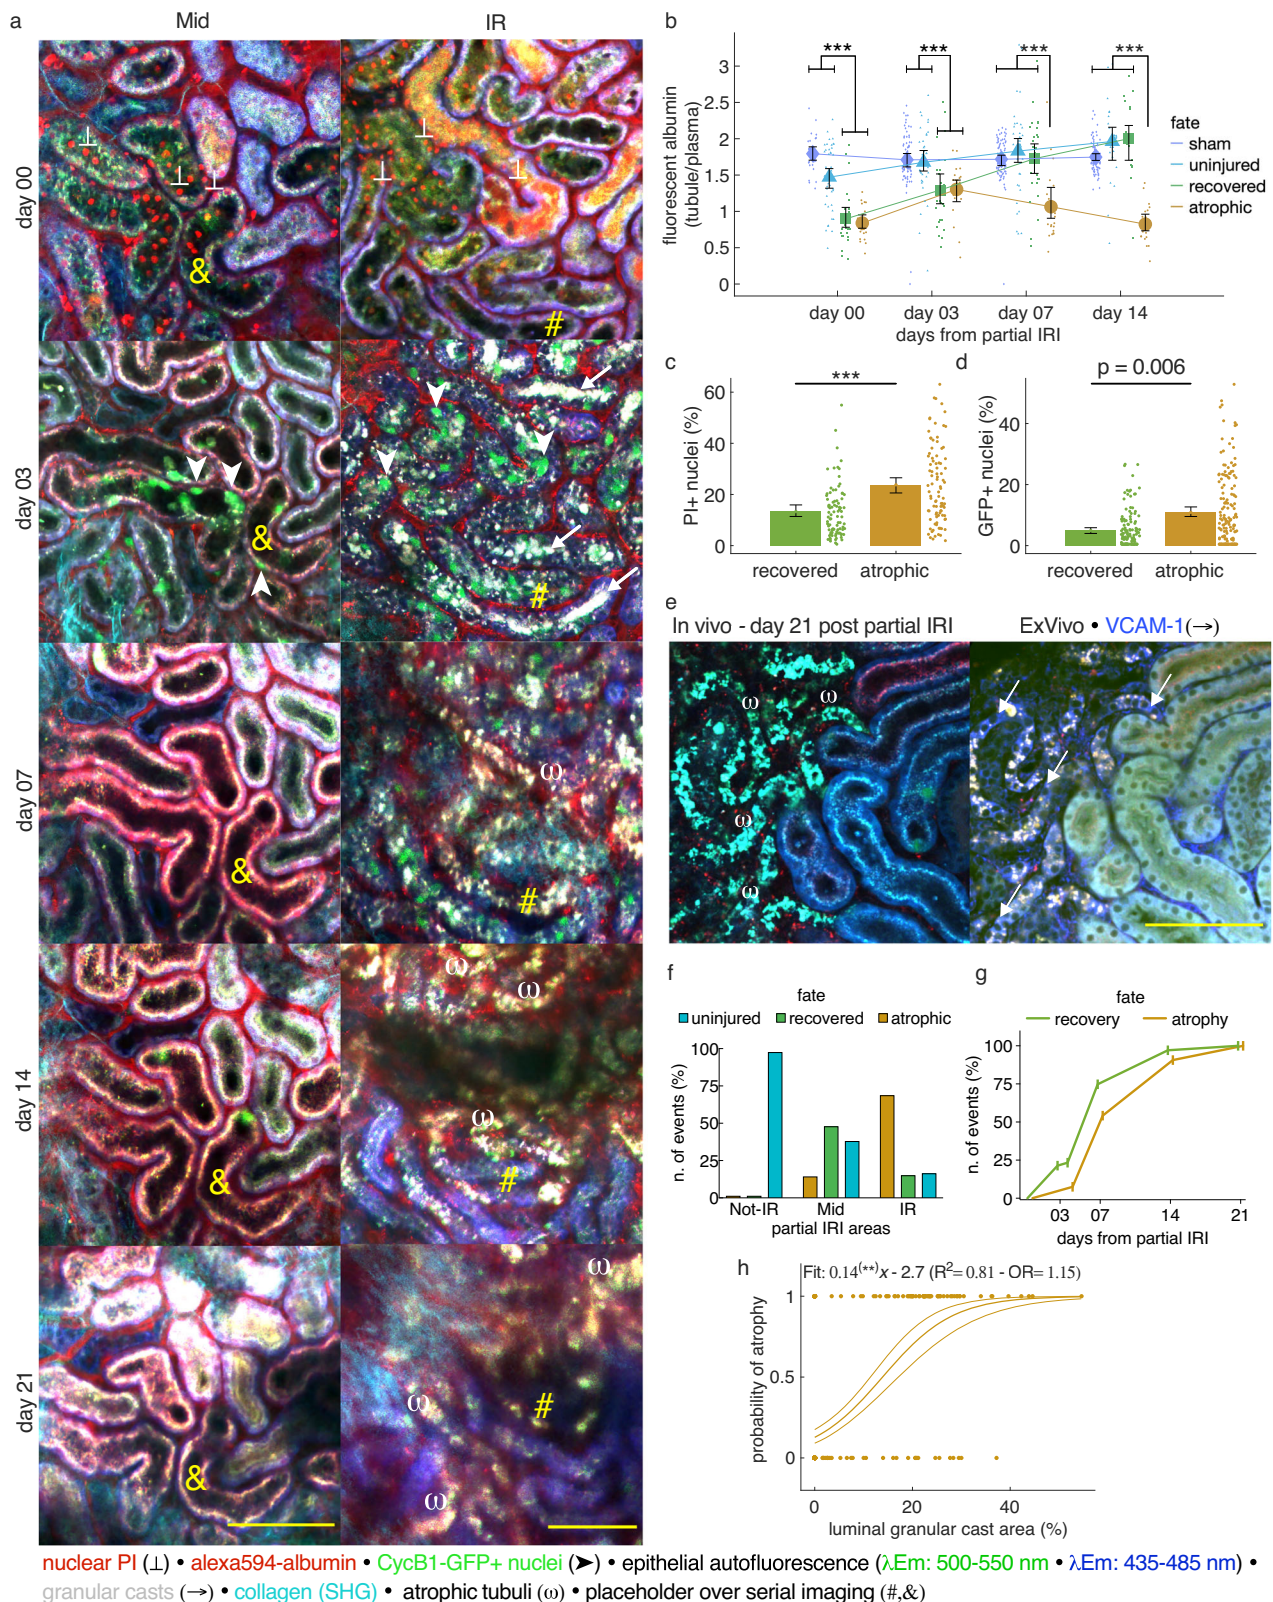 a
Mid
IR
day 00
⊥ ⊥ ⊥
&
⊥ ⊥ ⊥
#
day 03
&
#
day 07
&
ω
#
day 14
&
ω ω
ω
#
day 21
&
ω
ω
#
ω
b
fluorescent albumin
(tubule/plasma)
3
2.5
2
1.5
1
0.5
0
*** *** *** ***
day 00 day 03 day 07 day 14
days from partial IRI
fate
sham
uninjured
recovered
atrophic
c
PI+ nuclei (%)
60
40
20
0
***
recovered atrophic
d
p = 0.006
GFP+ nuclei (%)
40
20
0
recovered atrophic
e
In vivo - day 21 post partial IRI
ExVivo • VCAM-1(→)
ω ω
ω
ω
f
fate
uninjured recovered atrophic
n. of events (%)
100
75
50
25
0
Not-IR Mid IR
partial IRI areas
g
fate
recovery atrophy
n. of events (%)
100
75
50
25
0
03 07 14 21
days from partial IRI
h
Fit: 0.14(**)x - 2.7 (R²= 0.81 - OR= 1.15)
probability of atrophy
1
0.5
0
0 20 40
luminal granular cast area (%)
nuclear PI (⊥) • alexa594-albumin • CycB1-GFP+ nuclei (➤) • epithelial autofluorescence (λEm: 500-550 nm • λEm: 435-485 nm) •
granular casts (→) • collagen (SHG) • atrophic tubuli (ω) • placeholder over serial imaging (#,&)